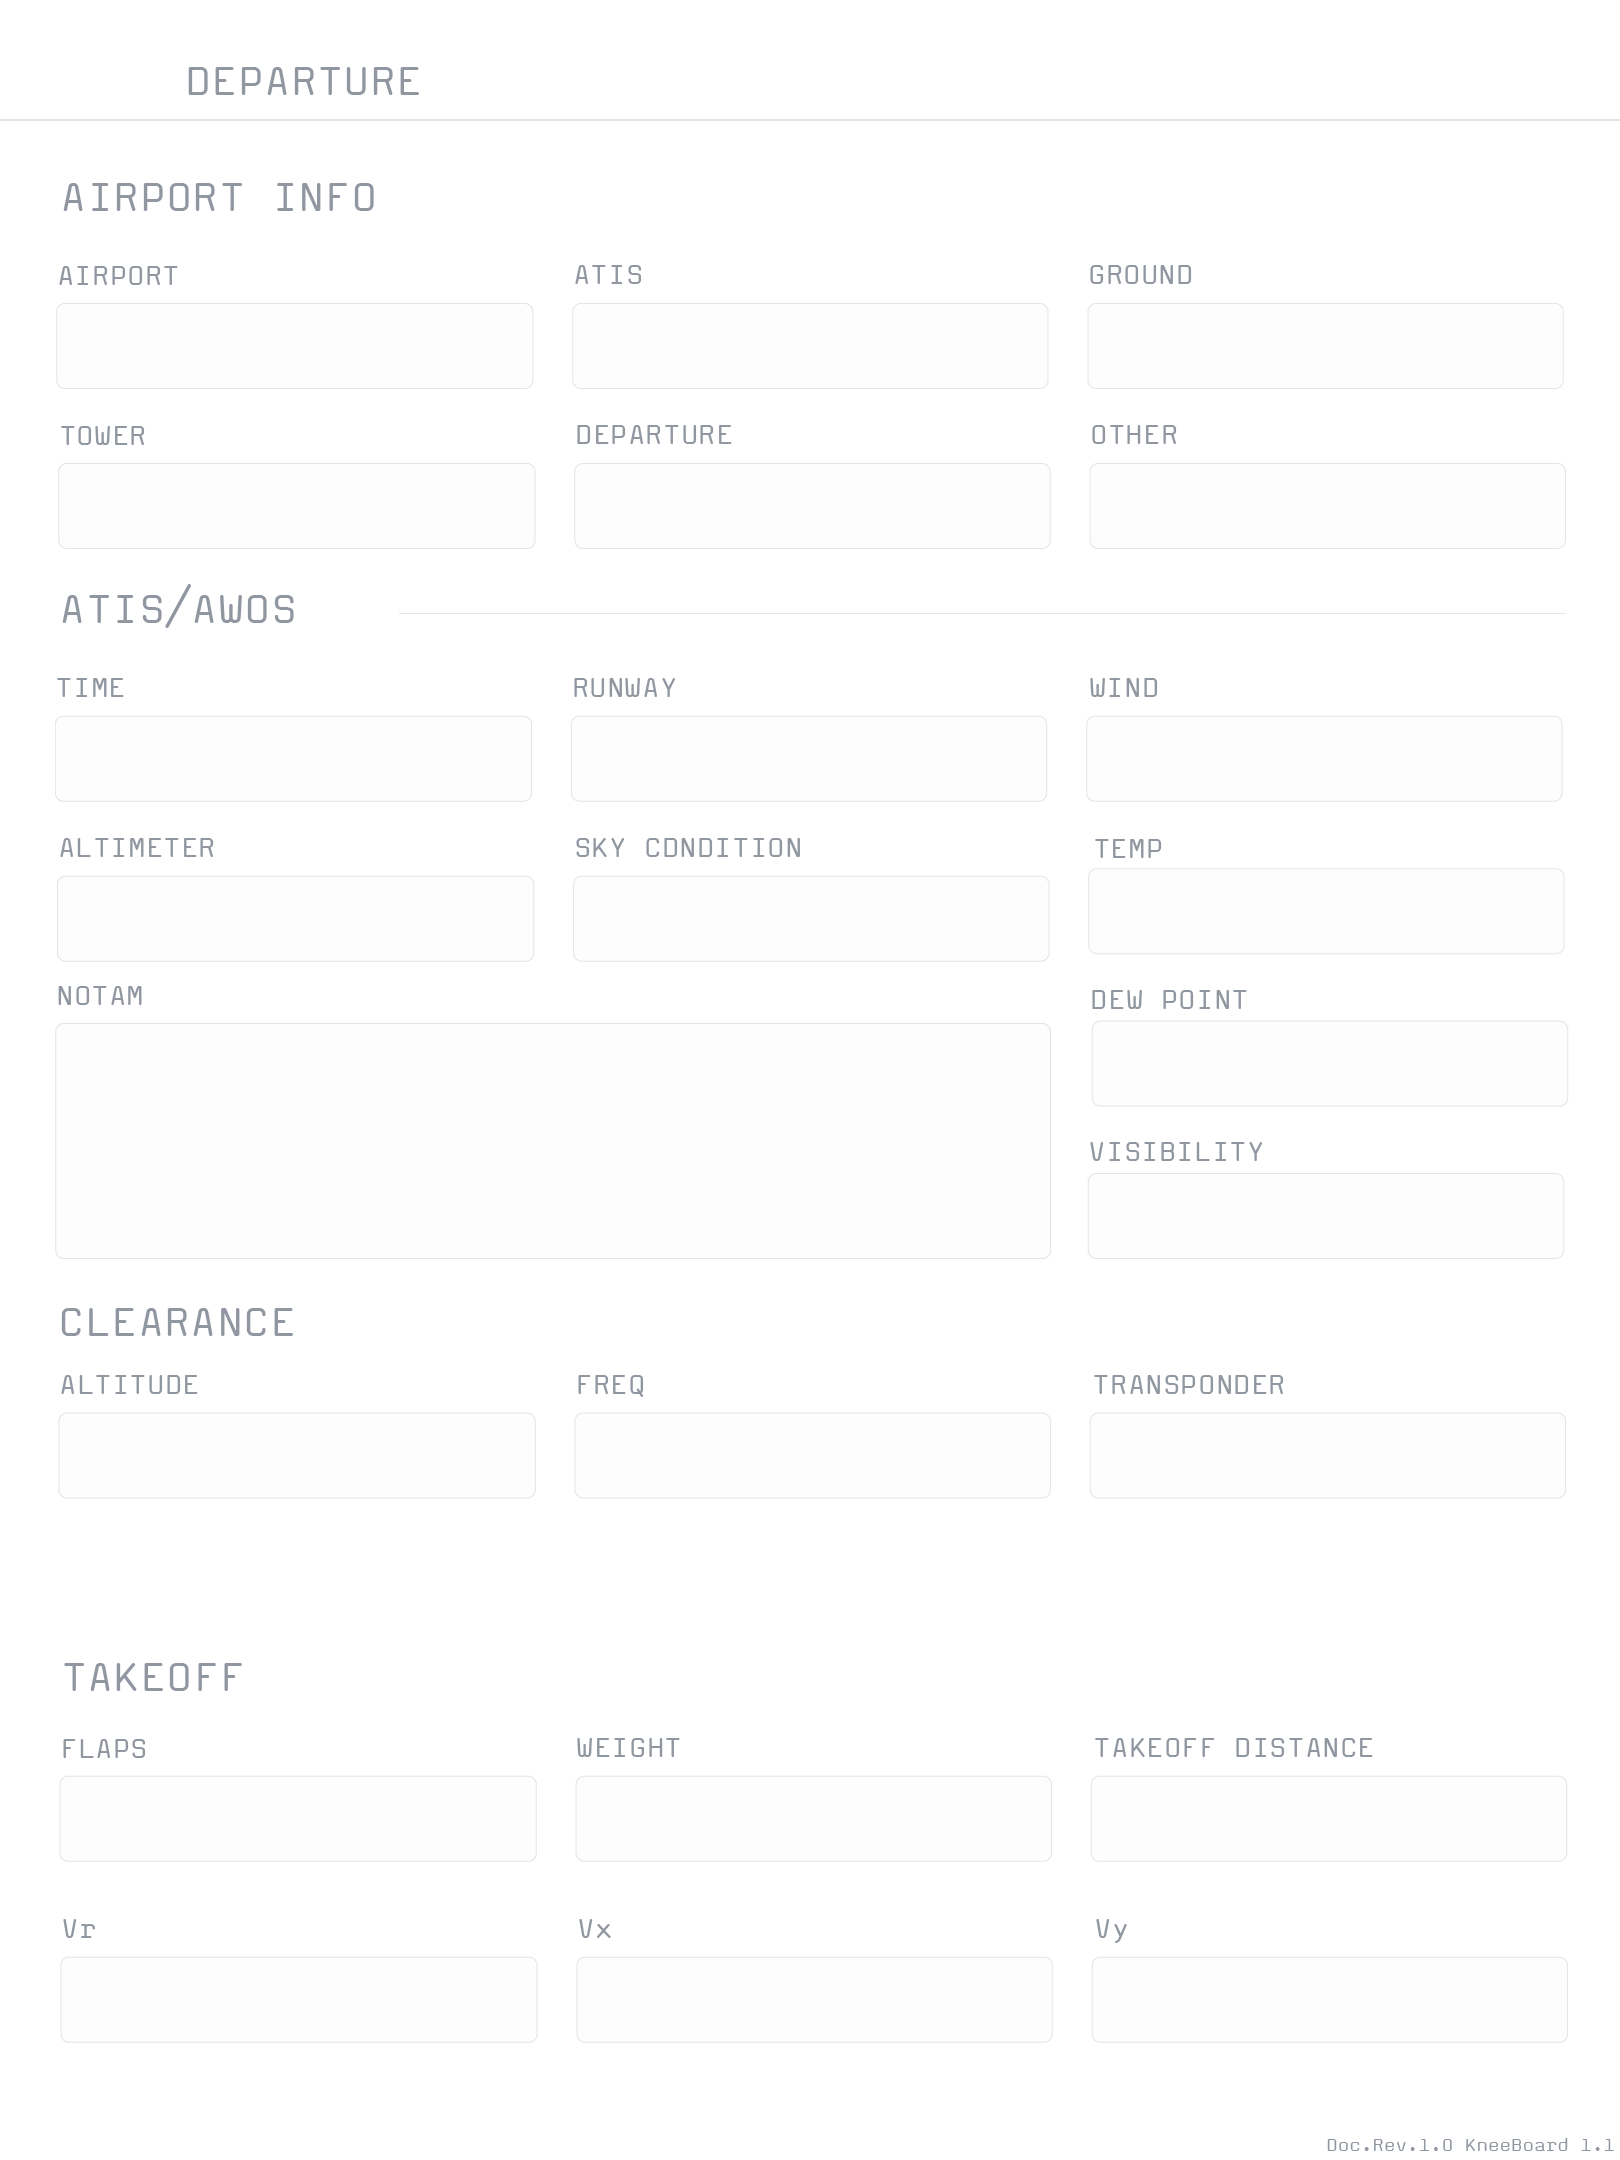 DEPARTURE
AIRPORT INFO
AIRPORT ATIS GROUND
TOWER DEPARTURE OTHER
ATIS/AWOS
TIME RUNWAY WIND
ALTIMETER SKY CDNDITION TEMP
NOTAM DEW POINT
VISIBILITY
CLEARANCE
ALTITUDE FREQ TRANSPONDER
TAKEOFF
FLAPS WEIGHT TAKEOFF DISTANCE
Vr Vx Vy
Doc.Rev.1.0 KneeBoard 1.1